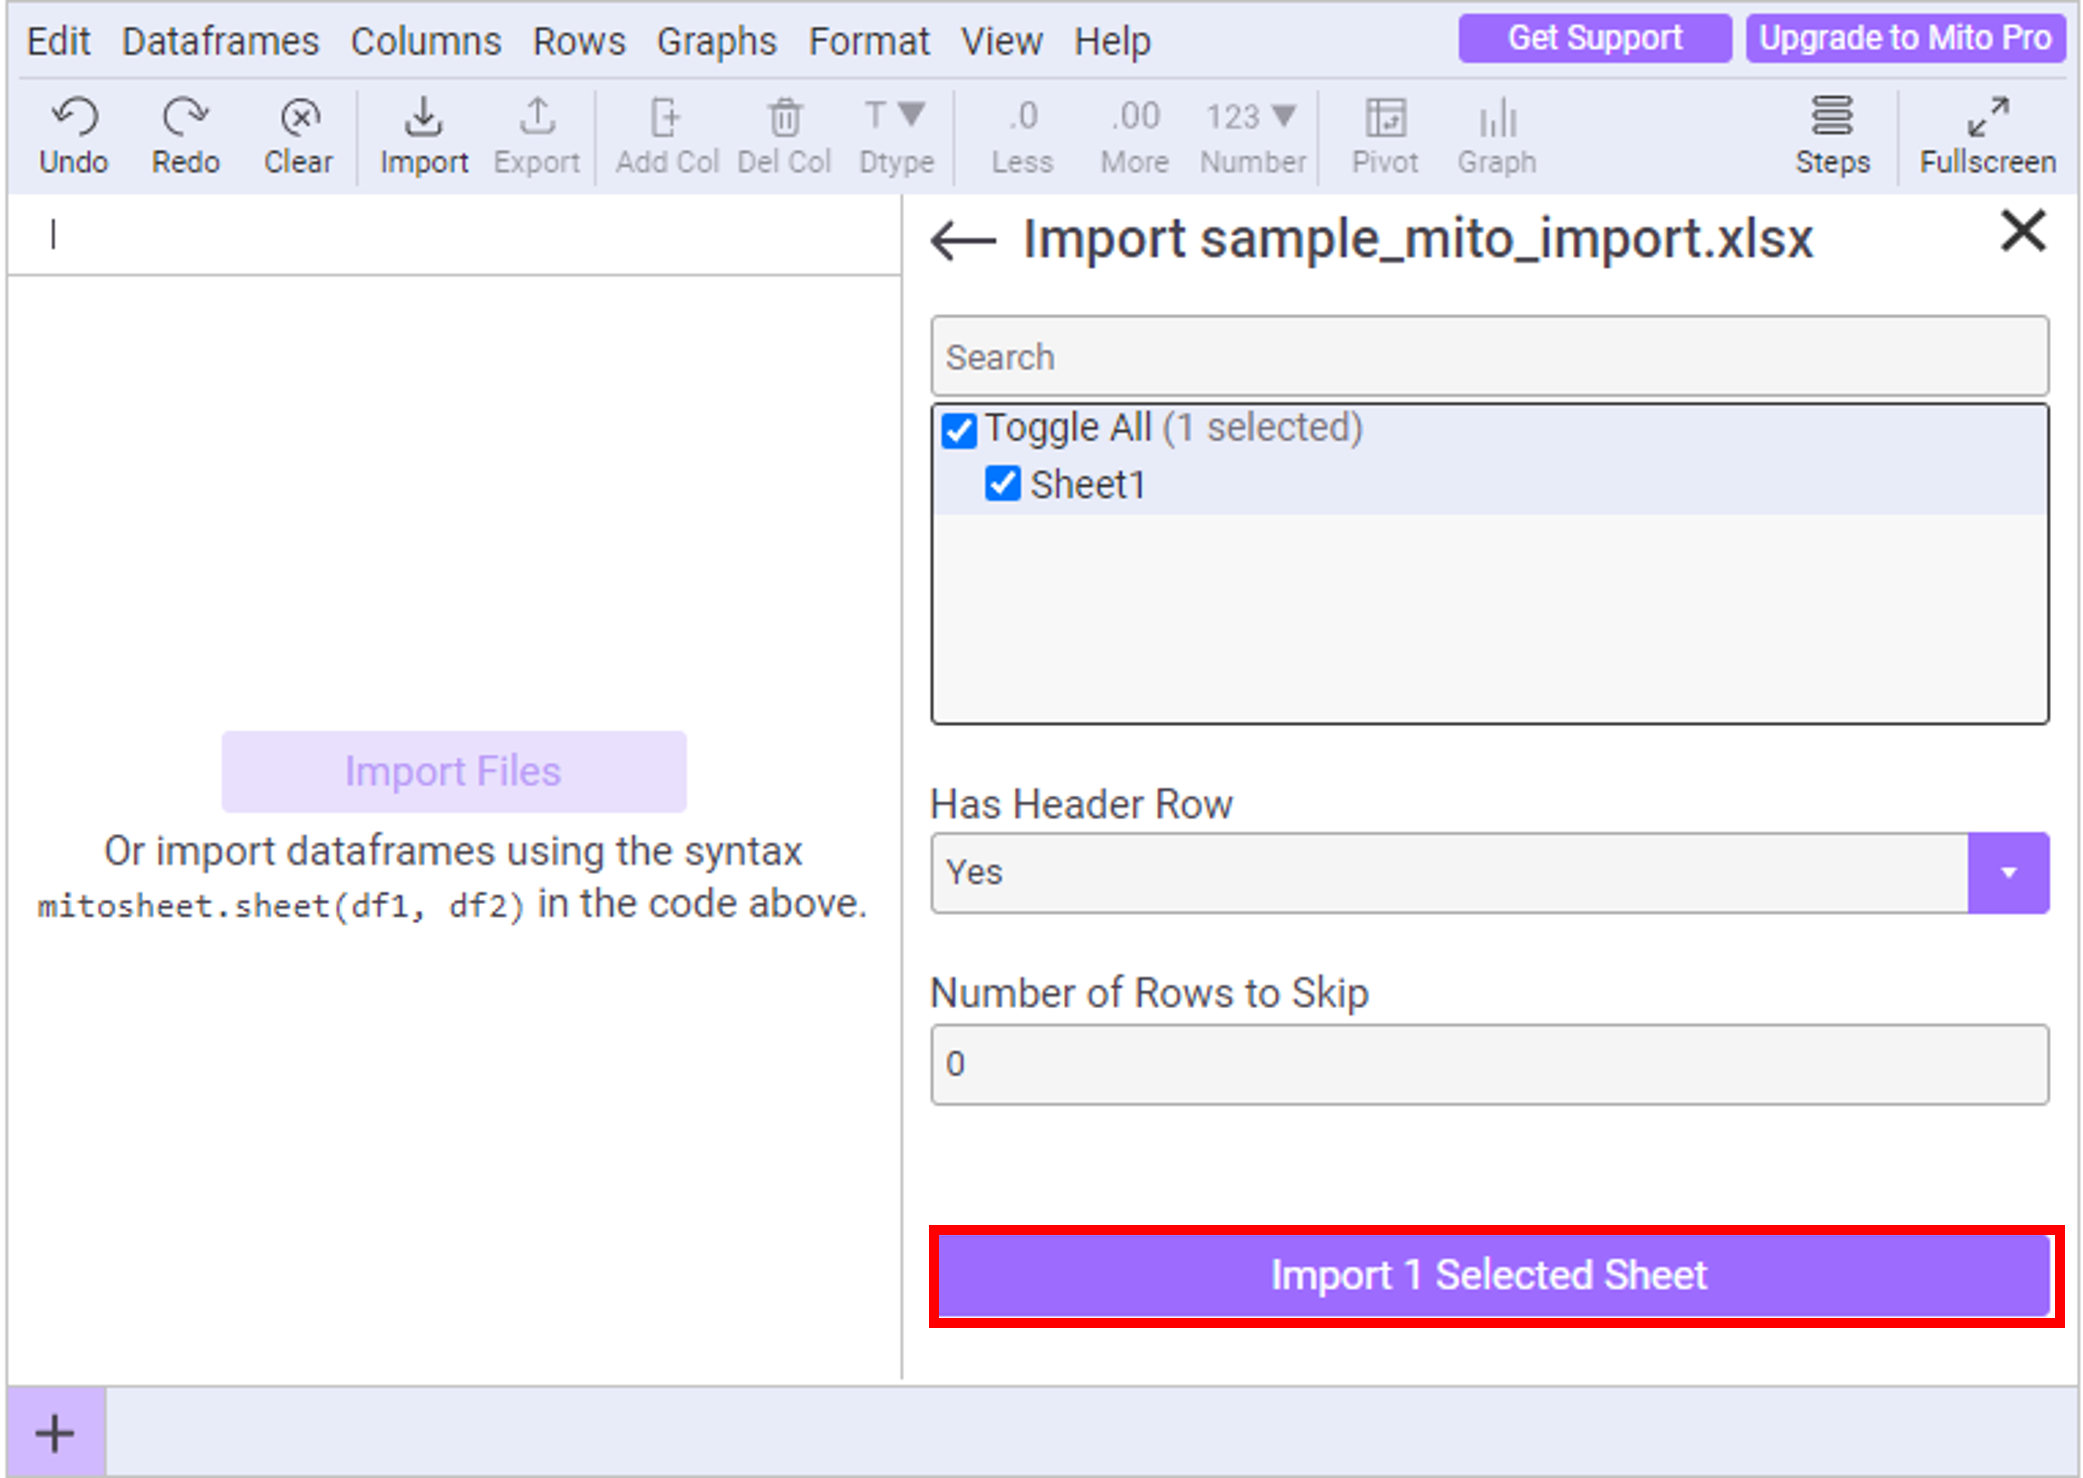 Edit Dataframes Columns Rows Graphs Format View Help Get Support Upgrade to Mito Pro
T .0 .00 123
Undo Redo Clear Import Export Add Col Del Col Dtype Less More Number Pivot Graph Steps Fullscreen
Import sample_mito_import.xlsx
Search
Toggle All (1 selected)
Sheet1
Import Files
Or import dataframes using the syntax
mitosheet.sheet(df1, df2) in the code above.
Has Header Row
Yes
Number of Rows to Skip
0
Import 1 Selected Sheet
+